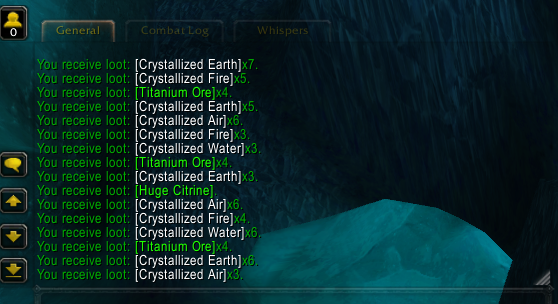 General Combat Log Whispers
0
You receive loot: [Crystallized Earth]x7.
You receive loot: [Crystallized Fire]x5.
You receive loot: [Titanium Ore]x4.
You receive loot: [Crystallized Earth]x5.
You receive loot: [Crystallized Air]x6.
You receive loot: [Crystallized Fire]x3.
You receive loot: [Crystallized Water]x3.
You receive loot: [Titanium Ore]x4.
You receive loot: [Crystallized Earth]x3.
You receive loot: [Huge Citrine].
You receive loot: [Crystallized Air]x6.
You receive loot: [Crystallized Fire]x4.
You receive loot: [Crystallized Water]x6.
You receive loot: [Titanium Ore]x4.
You receive loot: [Crystallized Earth]x6.
You receive loot: [Crystallized Air]x3.